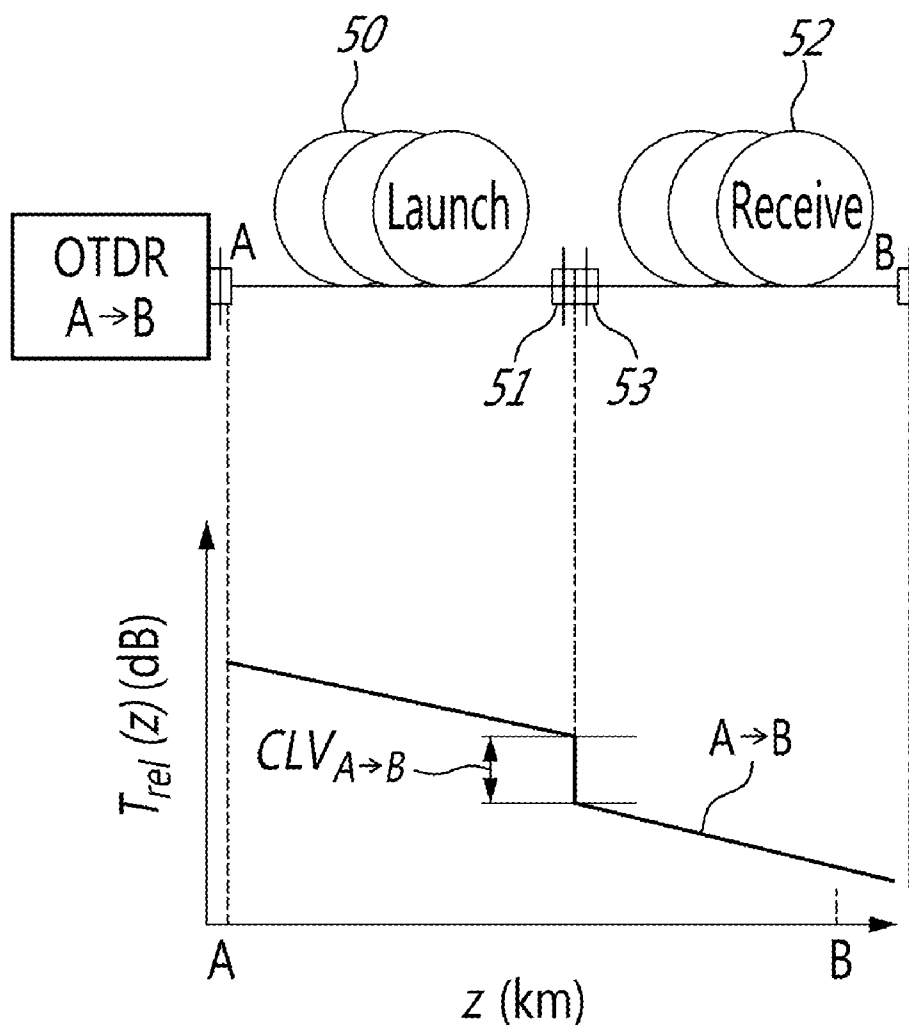 50
52
Launch
Receive
OTDR
A→B
A
B
51
53
T_rel (z) (dB)
CLV_A→B
A→B
A
B
z (km)